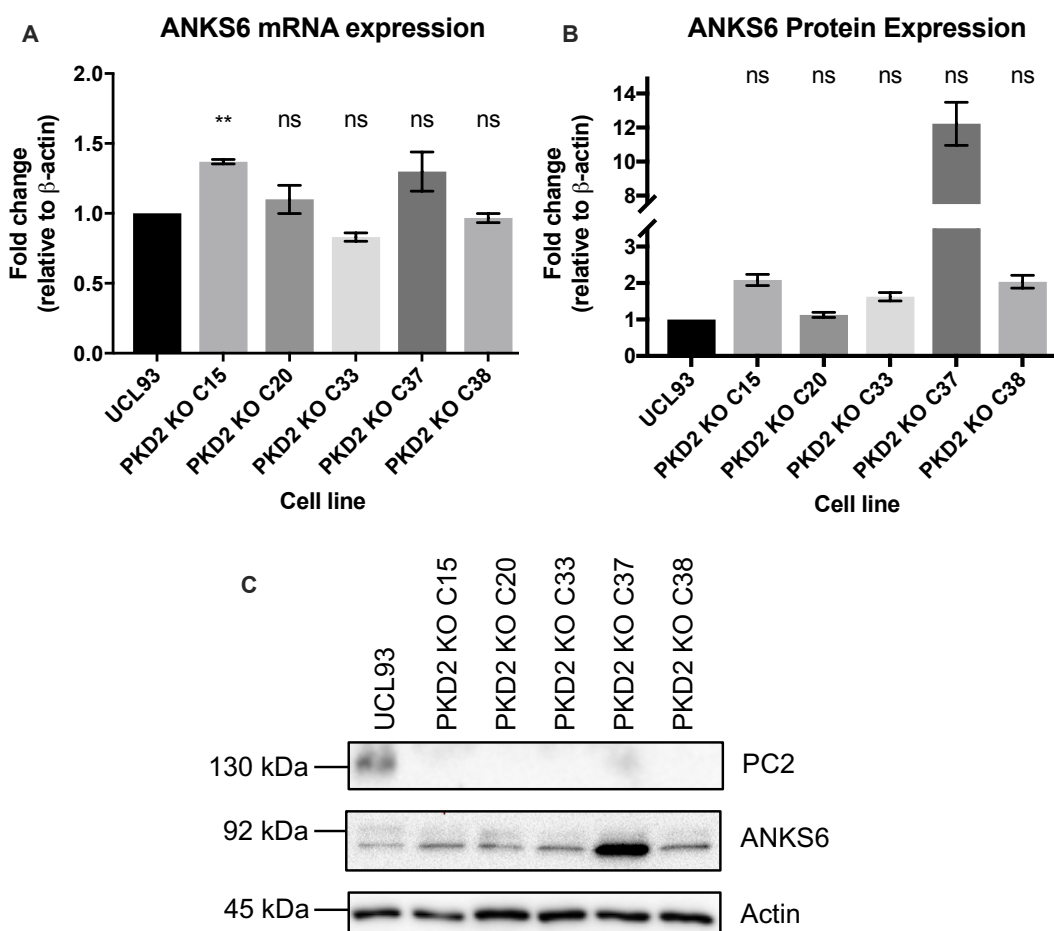 A
ANKS6 mRNA expression
Fold change
(relative to β-actin)
2.0
1.5
1.0
0.5
0.0
**
ns
ns
ns
ns
UCL93
PKD2 KO C15
PKD2 KO C20
PKD2 KO C33
PKD2 KO C37
PKD2 KO C38
Cell line
B
ANKS6 Protein Expression
Fold change
(relative to β-actin)
14
12
10
8
3
2
1
0
ns
ns
ns
ns
ns
UCL93
PKD2 KO C15
PKD2 KO C20
PKD2 KO C33
PKD2 KO C37
PKD2 KO C38
Cell line
C
UCL93
PKD2 KO C15
PKD2 KO C20
PKD2 KO C33
PKD2 KO C37
PKD2 KO C38
130 kDa
PC2
92 kDa
ANKS6
45 kDa
Actin